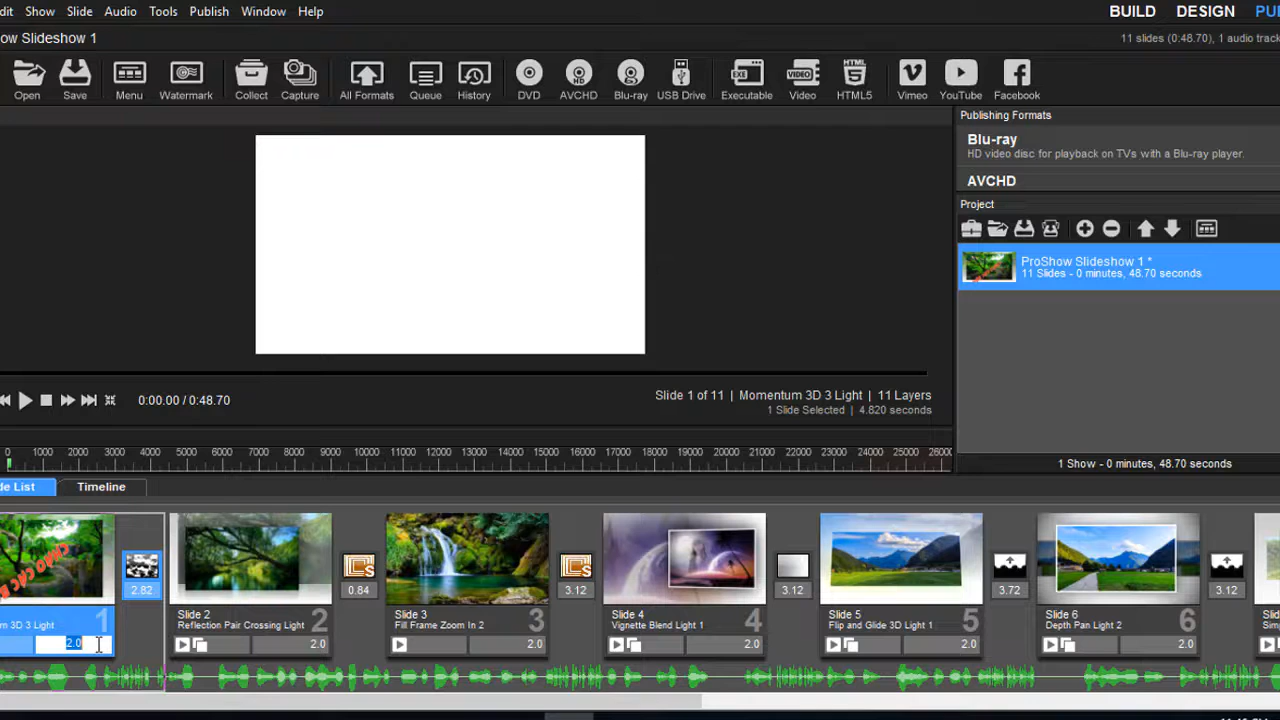 dit Show Slide Audio Tools Publish Window Help
BUILD DESIGN PU
ow Slideshow 1
11 slides (0:48.70), 1 audio track
Open Save Menu Watermark Collect Capture All Formats Queue History DVD AVCHD Blu-ray USB Drive Executable Video HTML5 Vimeo YouTube Facebook
Publishing Formats
Blu-ray
HD video disc for playback on TVs with a Blu-ray player.
AVCHD
Project
ProShow Slideshow 1 *
11 Slides - 0 minutes, 48.70 seconds
0:00.00 / 0:48.70
Slide 1 of 11 | Momentum 3D 3 Light | 11 Layers
1 Slide Selected | 4.820 seconds
0 1000 2000 3000 4000 5000 6000 7000 8000 9000 10000 11000 12000 13000 14000 15000 16000 17000 18000 19000 20000 21000 22000 23000 24000 25000 26000
1 Show - 0 minutes, 48.70 seconds
de List Timeline
CHÀO CÁC B
2.82 0.84 3.12 3.12 3.72 3.12
m 3D 3 Light 1
2.0
Slide 2
Reflection Pair Crossing Light 2
2.0
Slide 3
Fill Frame Zoom In 2 3
2.0
Slide 4
Vignette Blend Light 1 4
2.0
Slide 5
Flip and Glide 3D Light 1 5
2.0
Slide 6
Depth Pan Light 2 6
2.0
Slid
Sim